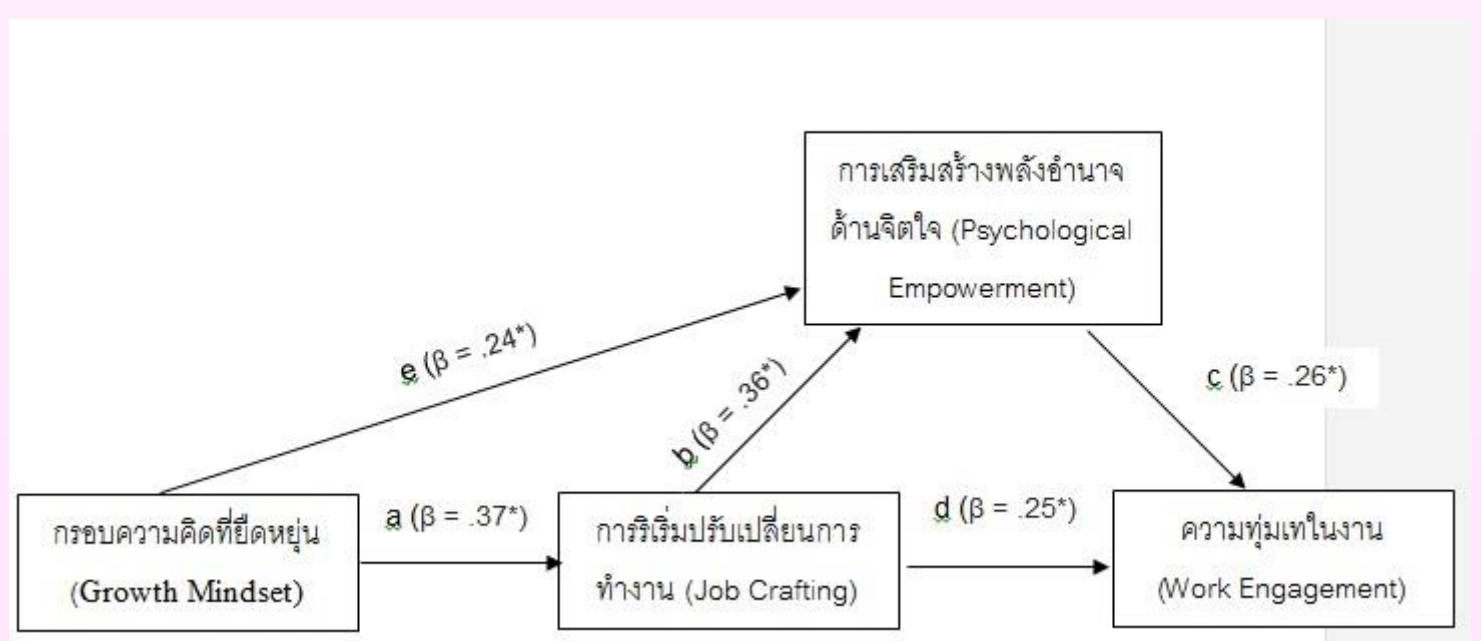 การเสริมสร้างพลังอำนาจ
ด้านจิตใจ (Psychological
Empowerment)
e (β = .24*)
b (β = .36*)
c (β = .26*)
กรอบความคิดที่ยืดหยุ่น
(Growth Mindset)
a (β = .37*)
การริเริ่มปรับเปลี่ยนการ
ทำงาน (Job Crafting)
d (β = .25*)
ความทุ่มเทในงาน
(Work Engagement)